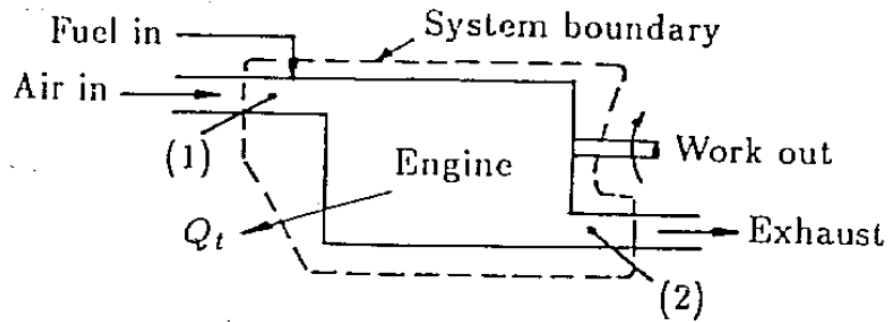 Fuel in
System boundary
Air in
(1)
Engine
Work out
Q_t
Exhaust
(2)